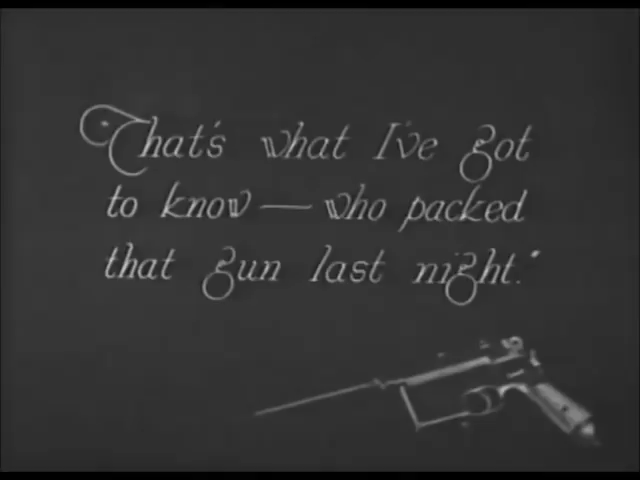 That's what I've got
to know — who packed
that gun last night."